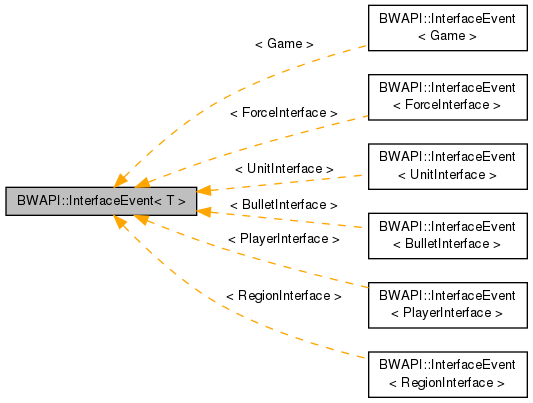 BWAPI::InterfaceEvent
< Game >
< Game >
BWAPI::InterfaceEvent
< ForceInterface >
< ForceInterface >
BWAPI::InterfaceEvent
< UnitInterface >
< UnitInterface >
BWAPI::InterfaceEvent< T >
< BulletInterface >
BWAPI::InterfaceEvent
< BulletInterface >
< PlayerInterface >
BWAPI::InterfaceEvent
< PlayerInterface >
< RegionInterface >
BWAPI::InterfaceEvent
< RegionInterface >